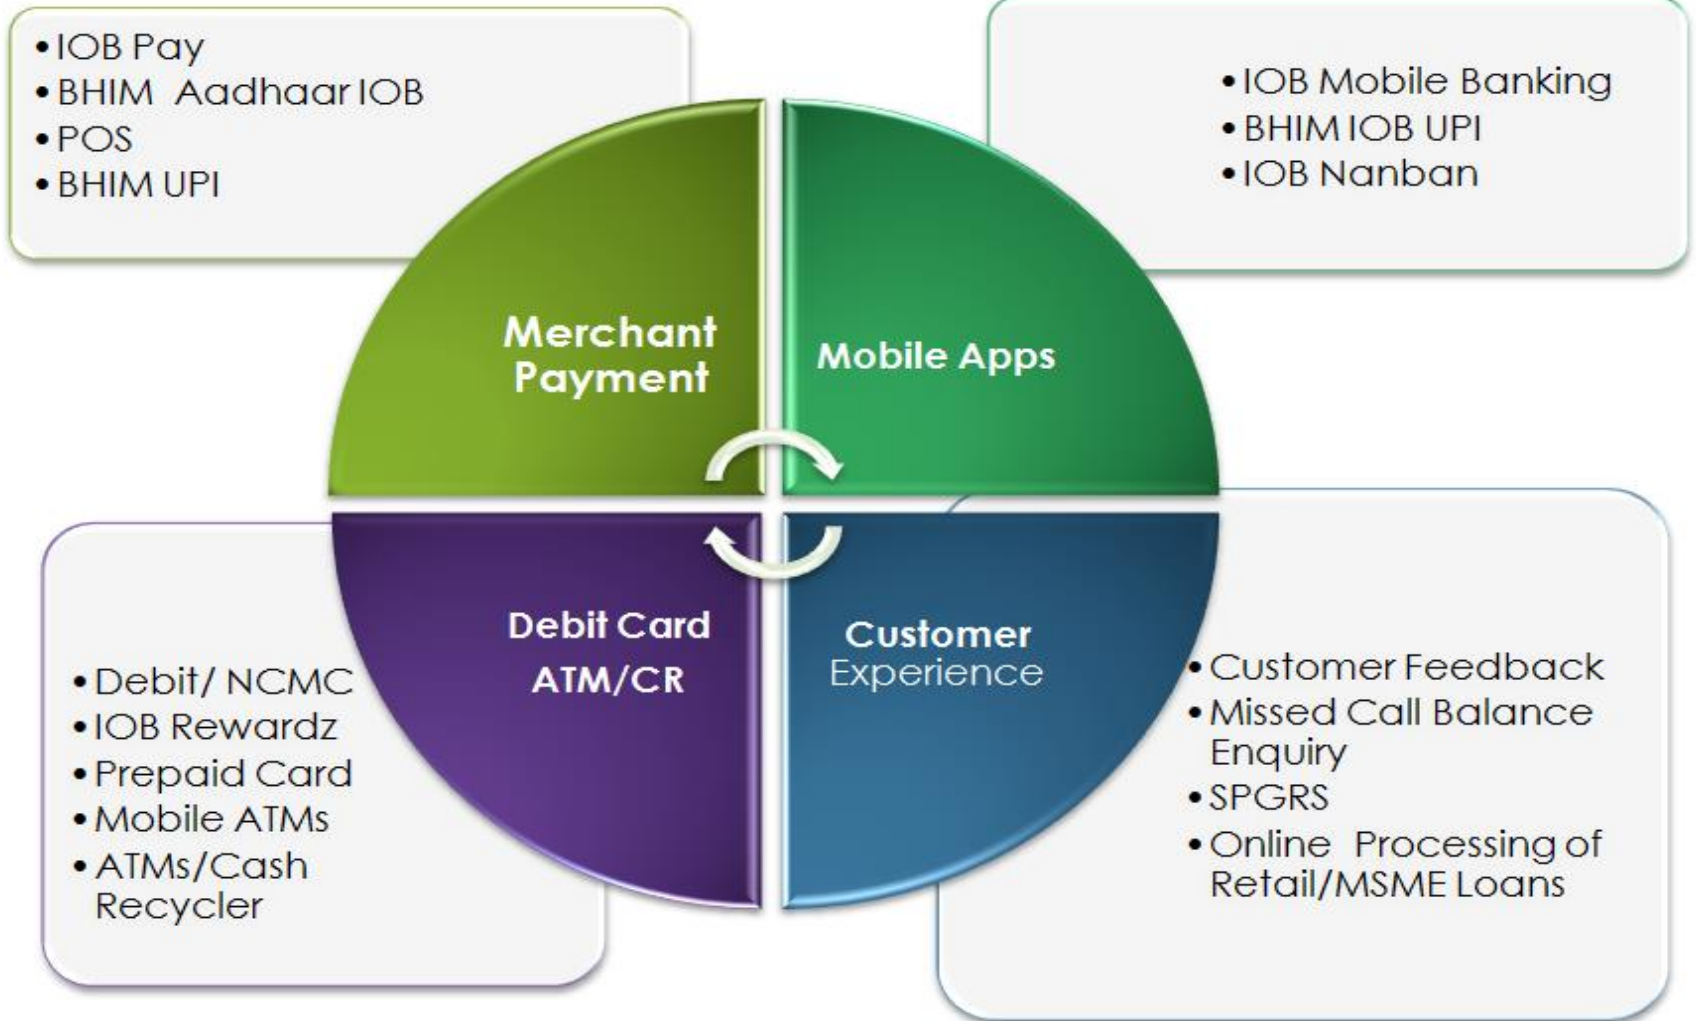 • IOB Pay
• BHIM Aadhaar IOB
• POS
• BHIM UPI
• IOB Mobile Banking
• BHIM IOB UPI
• IOB Nanban
Merchant
Payment
Mobile Apps
Debit Card
ATM/CR
Customer
Experience
• Debit/ NCMC
• IOB Rewardz
• Prepaid Card
• Mobile ATMs
• ATMs/Cash
Recycler
• Customer Feedback
• Missed Call Balance
Enquiry
• SPGRS
• Online Processing of
Retail/MSME Loans